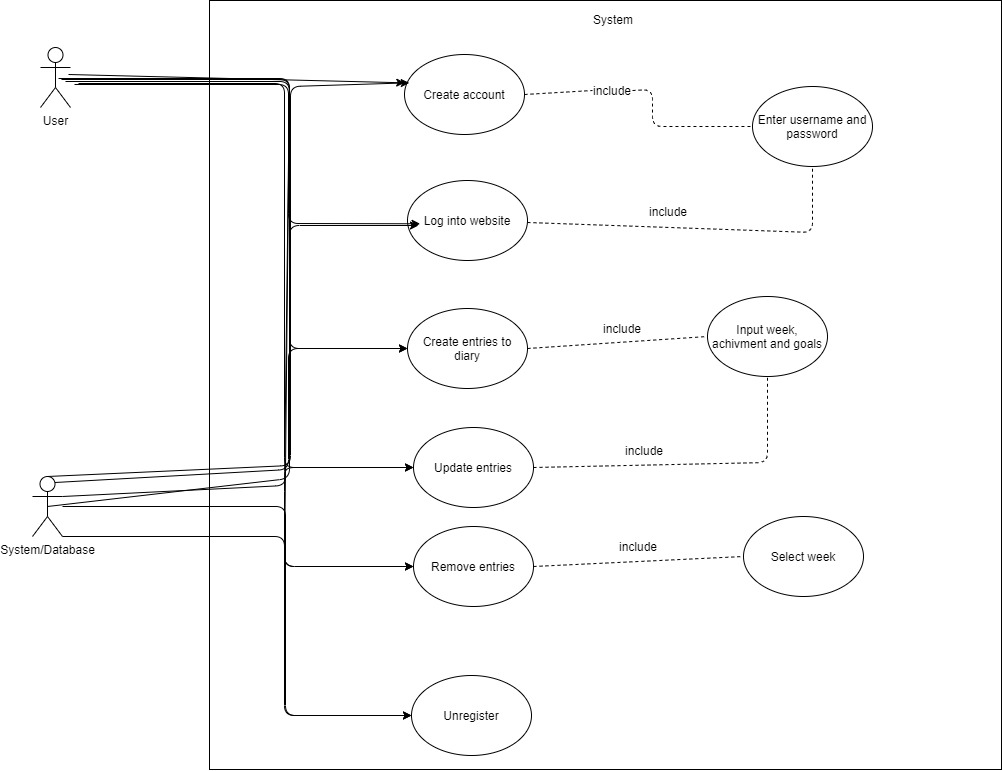 System
User
Create account
include
Enter username and
password
Log into website
include
Create entries to
diary
include
Input week,
achivment and goals
Update entries
include
System/Database
Remove entries
include
Select week
Unregister